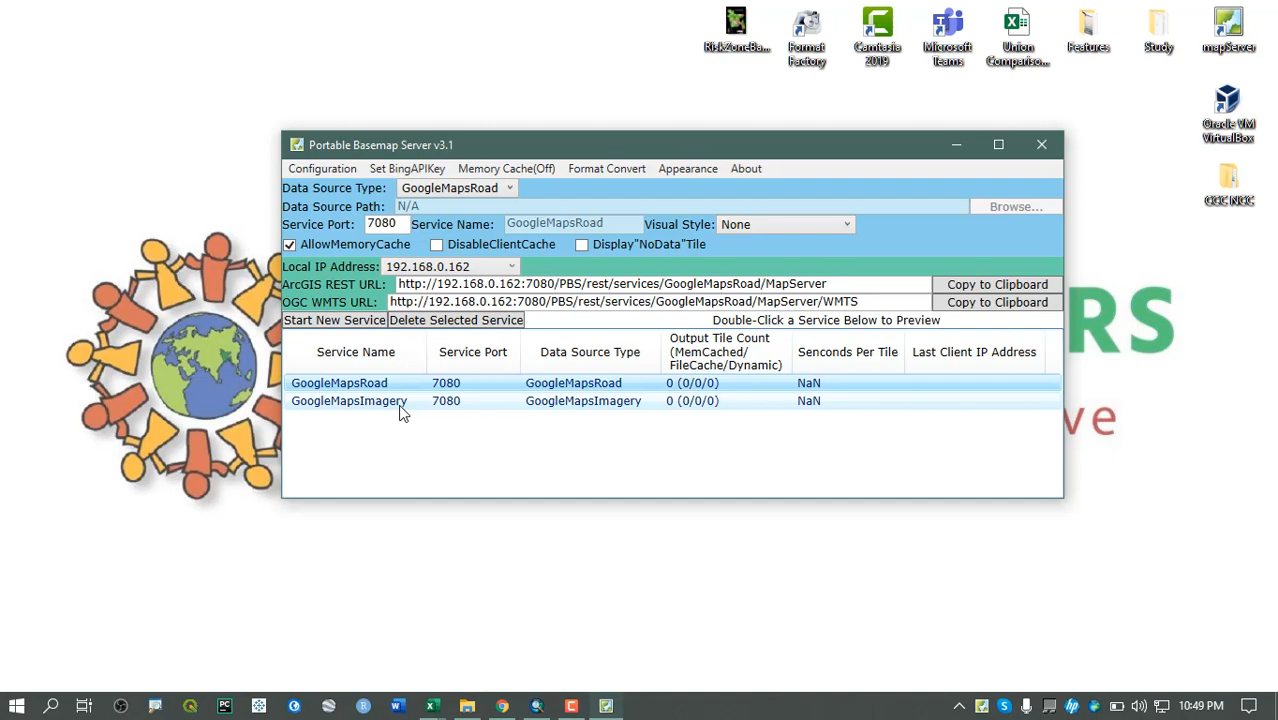 RiskZoneBa...
Format Factory
Camtasia 2019
Microsoft Teams
Union Compariso...
Features
Study
mapServer
Oracle VM VirtualBox
CCC NCC
Portable Basemap Server v3.1
Configuration Set BingAPIKey Memory Cache(Off) Format Convert Appearance About
Data Source Type: GoogleMapsRoad
Data Source Path: N/A Browse...
Service Port: 7080 Service Name: GoogleMapsRoad Visual Style: None
AllowMemoryCache DisableClientCache Display"NoData"Tile
Local IP Address: 192.168.0.162
ArcGIS REST URL: http://192.168.0.162:7080/PBS/rest/services/GoogleMapsRoad/MapServer Copy to Clipboard
OGC WMTS URL: http://192.168.0.162:7080/PBS/rest/services/GoogleMapsRoad/MapServer/WMTS Copy to Clipboard
Start New Service Delete Selected Service Double-Click a Service Below to Preview
Service Name Service Port Data Source Type Output Tile Count (MemCached/ FileCache/Dynamic) Senconds Per Tile Last Client IP Address
GoogleMapsRoad 7080 GoogleMapsRoad 0 (0/0/0) NaN
GoogleMapsImagery 7080 GoogleMapsImagery 0 (0/0/0) NaN
RS
ve
10:49 PM